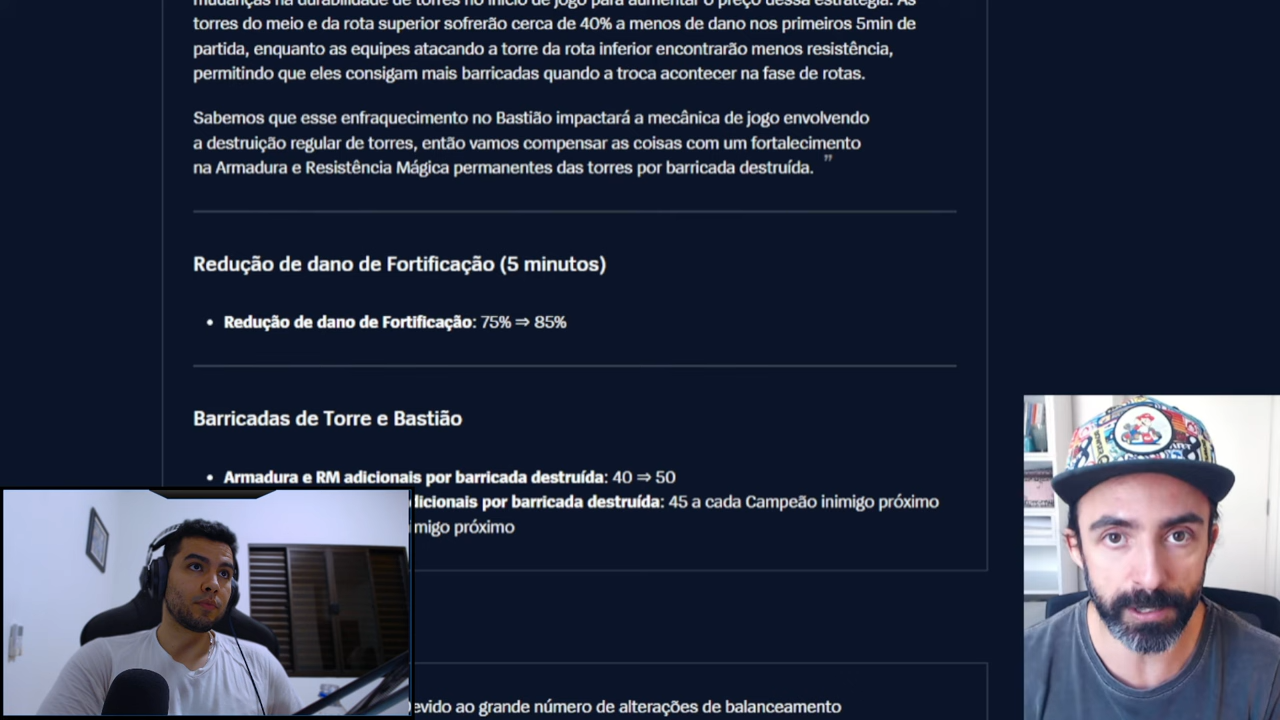 mudanças na durabilidade de torres no início de jogo para aumentar o preço dessa estratégia. As
torres do meio e da rota superior sofrerão cerca de 40% a menos de dano nos primeiros 5min de
partida, enquanto as equipes atacando a torre da rota inferior encontrarão menos resistência,
permitindo que eles consigam mais barricadas quando a troca acontecer na fase de rotas.
Sabemos que esse enfraquecimento no Bastião impactará a mecânica de jogo envolvendo
a destruição regular de torres, então vamos compensar as coisas com um fortalecimento
na Armadura e Resistência Mágica permanentes das torres por barricada destruída. ”
Redução de dano de Fortificação (5 minutos)
• Redução de dano de Fortificação: 75% ⇒ 85%
Barricadas de Torre e Bastião
• Armadura e RM adicionais por barricada destruída: 40 ⇒ 50
dicionais por barricada destruída: 45 a cada Campeão inimigo próximo
migo próximo
evido ao grande número de alterações de balanceamento